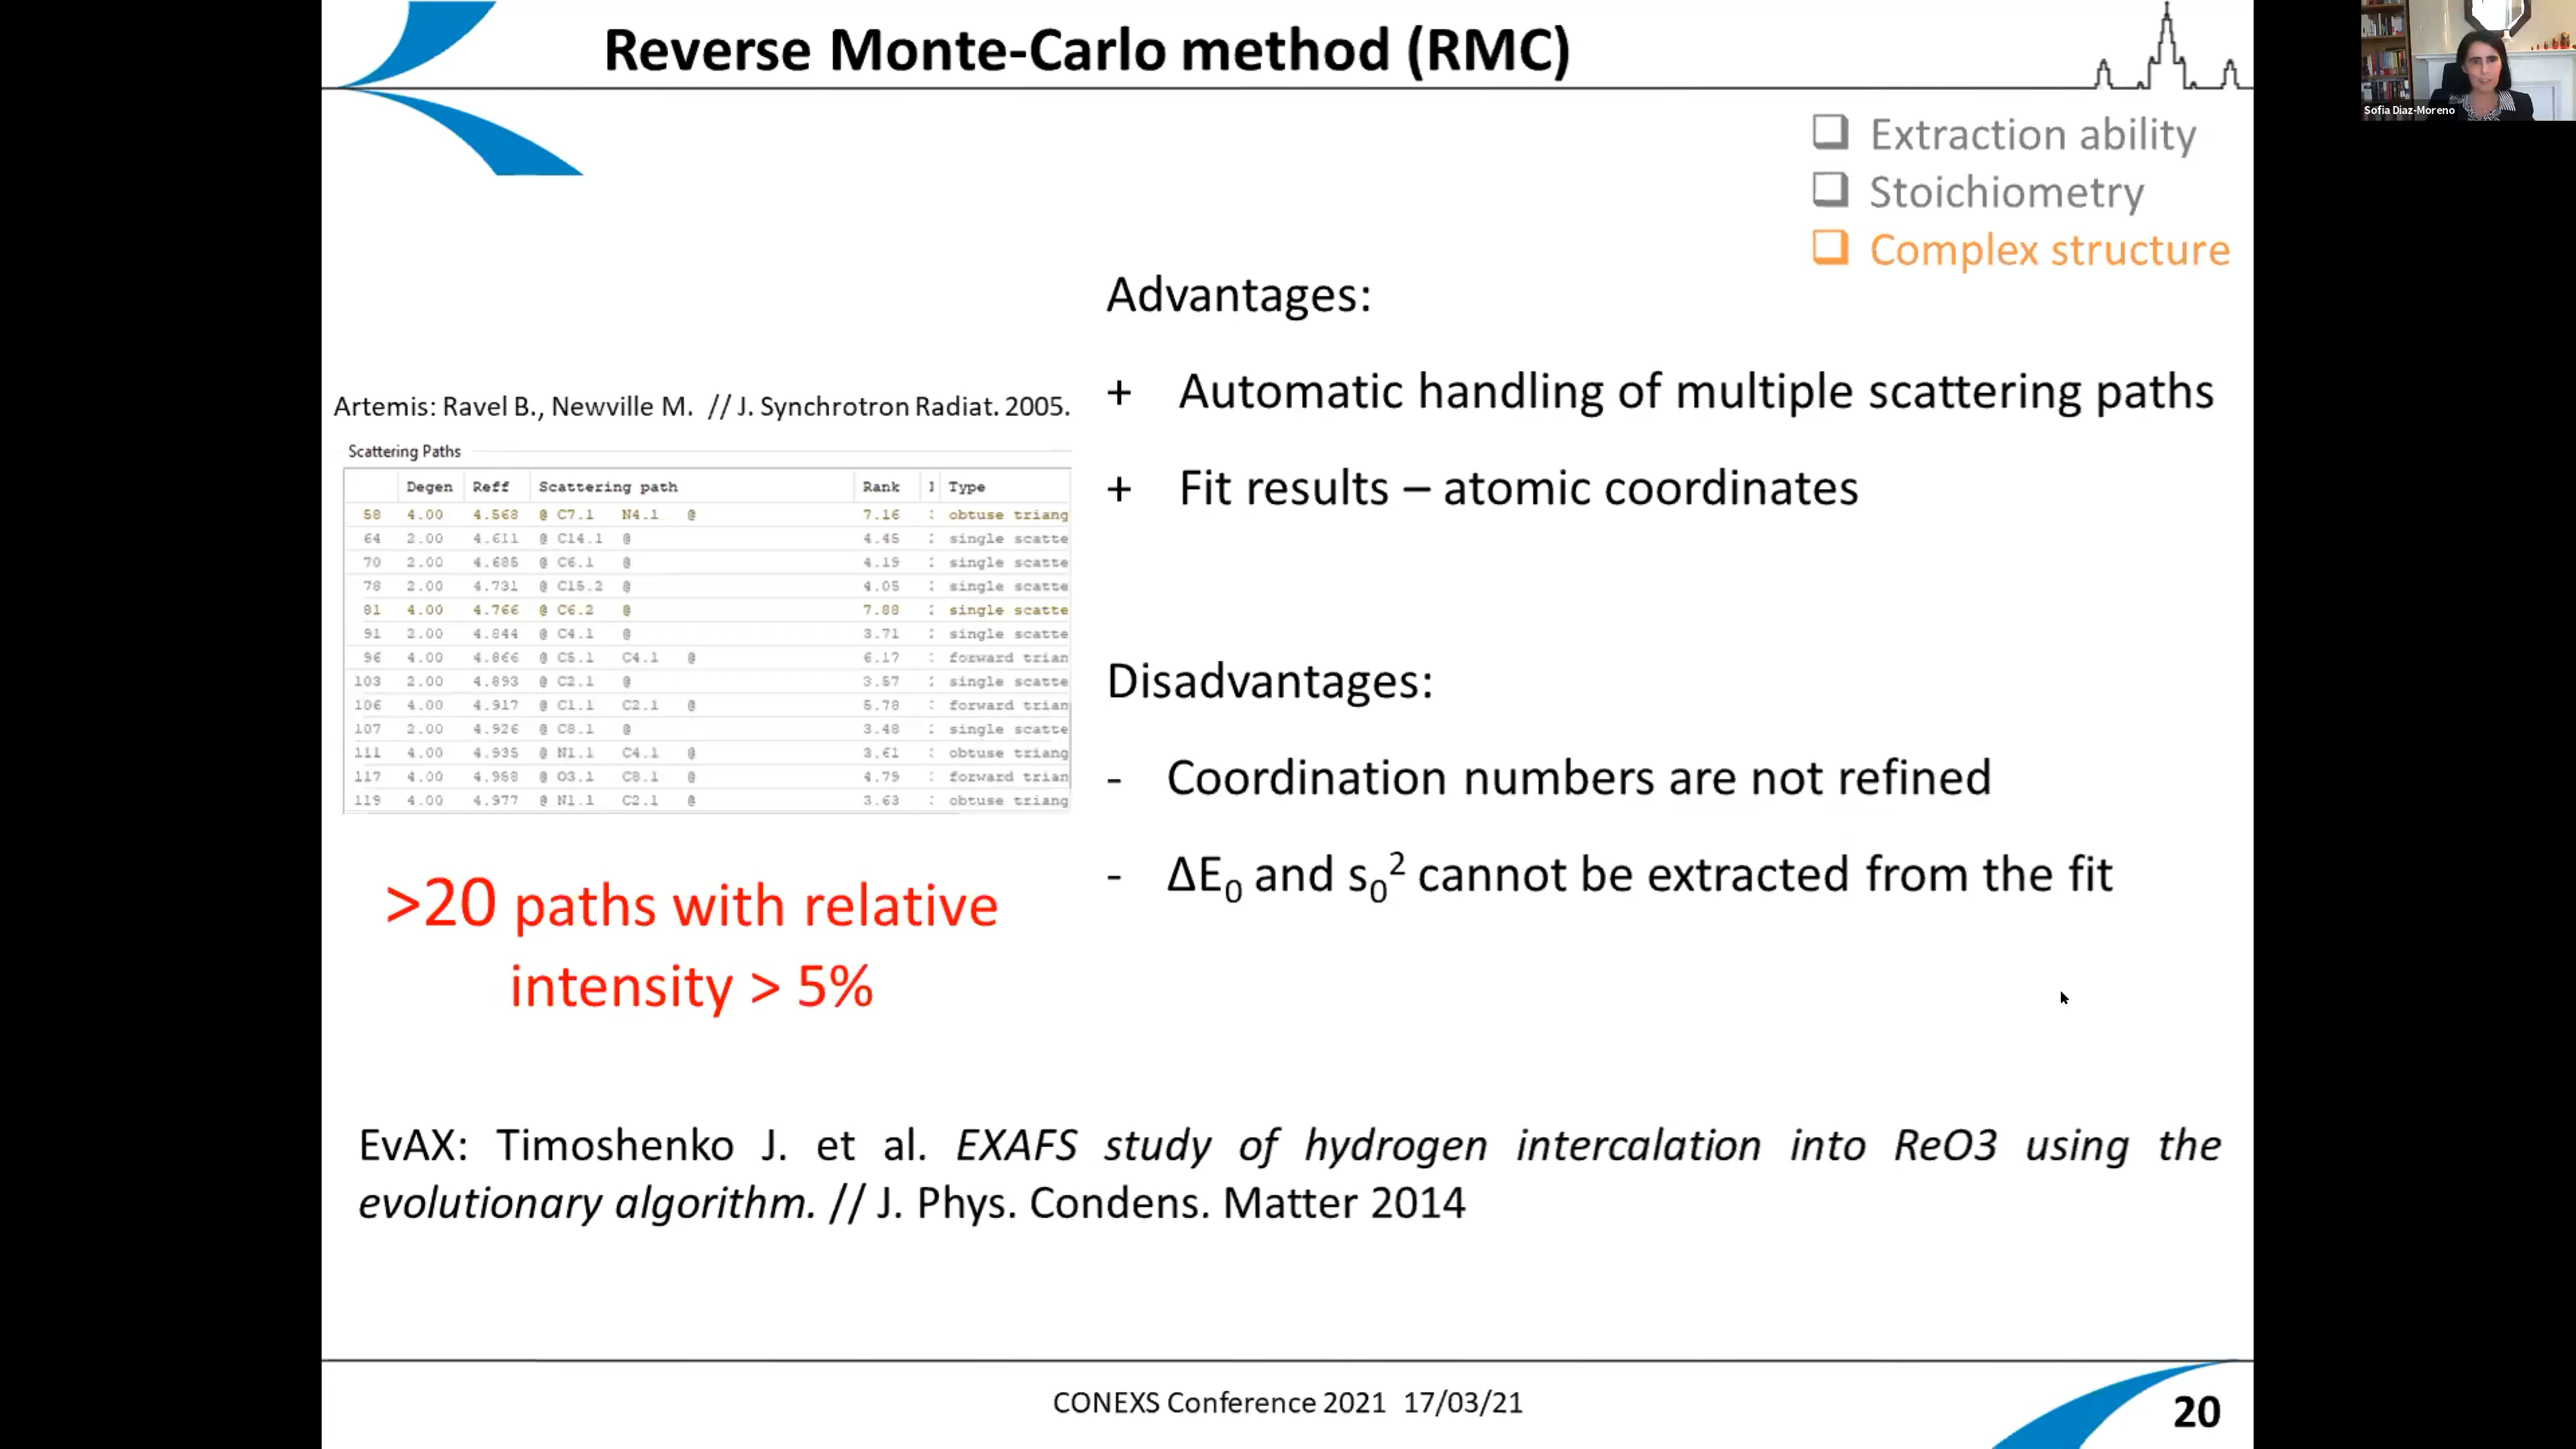 Reverse Monte-Carlo method (RMC)
Sofia Diaz-Moreno
Extraction ability
Stoichiometry
Complex structure
Artemis: Ravel B., Newville M. // J. Synchrotron Radiat. 2005.
Scattering Paths
Degen Reff Scattering path Rank Type
58 4.00 4.568 @ C7.1 N4.1 @ 7.16 obtuse triang
64 2.00 4.611 @ C14.1 @ 4.45 single scatte
70 2.00 4.685 @ C6.1 @ 4.19 single scatte
78 2.00 4.731 @ C15.2 @ 4.05 single scatte
81 4.00 4.766 @ C6.2 @ 7.88 single scatte
91 2.00 4.844 @ C4.1 @ 3.71 single scatte
96 4.00 4.866 @ C5.1 C4.1 @ 6.17 forward trian
103 2.00 4.893 @ C2.1 @ 3.57 single scatte
106 4.00 4.917 @ C1.1 C2.1 @ 5.78 forward trian
107 2.00 4.926 @ C8.1 @ 3.48 single scatte
111 4.00 4.935 @ N1.1 C4.1 @ 3.61 obtuse triang
117 4.00 4.958 @ O3.1 C8.1 @ 4.79 forward trian
119 4.00 4.977 @ N1.1 C2.1 @ 3.63 obtuse triang
>20 paths with relative
intensity > 5%
Advantages:
+ Automatic handling of multiple scattering paths
+ Fit results – atomic coordinates
Disadvantages:
- Coordination numbers are not refined
- ΔE₀ and s₀² cannot be extracted from the fit
EvAX: Timoshenko J. et al. EXAFS study of hydrogen intercalation into ReO3 using the
evolutionary algorithm. // J. Phys. Condens. Matter 2014
CONEXS Conference 2021 17/03/21
20